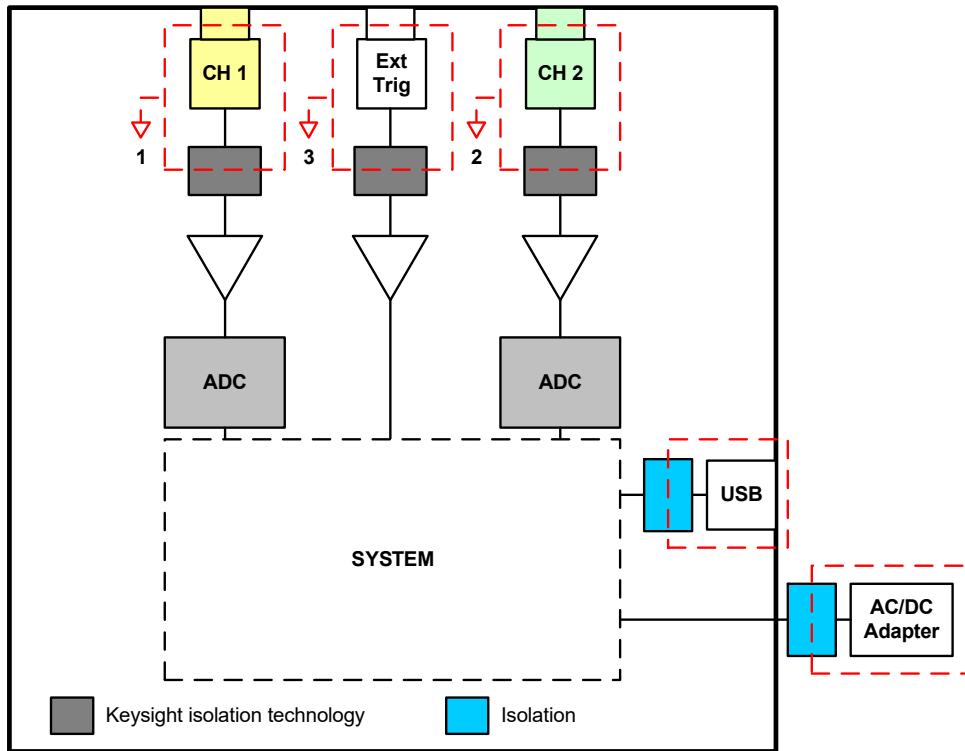 CH 1
Ext
Trig
CH 2
1
3
2
ADC
ADC
USB
SYSTEM
AC/DC
Adapter
Keysight isolation technology
Isolation